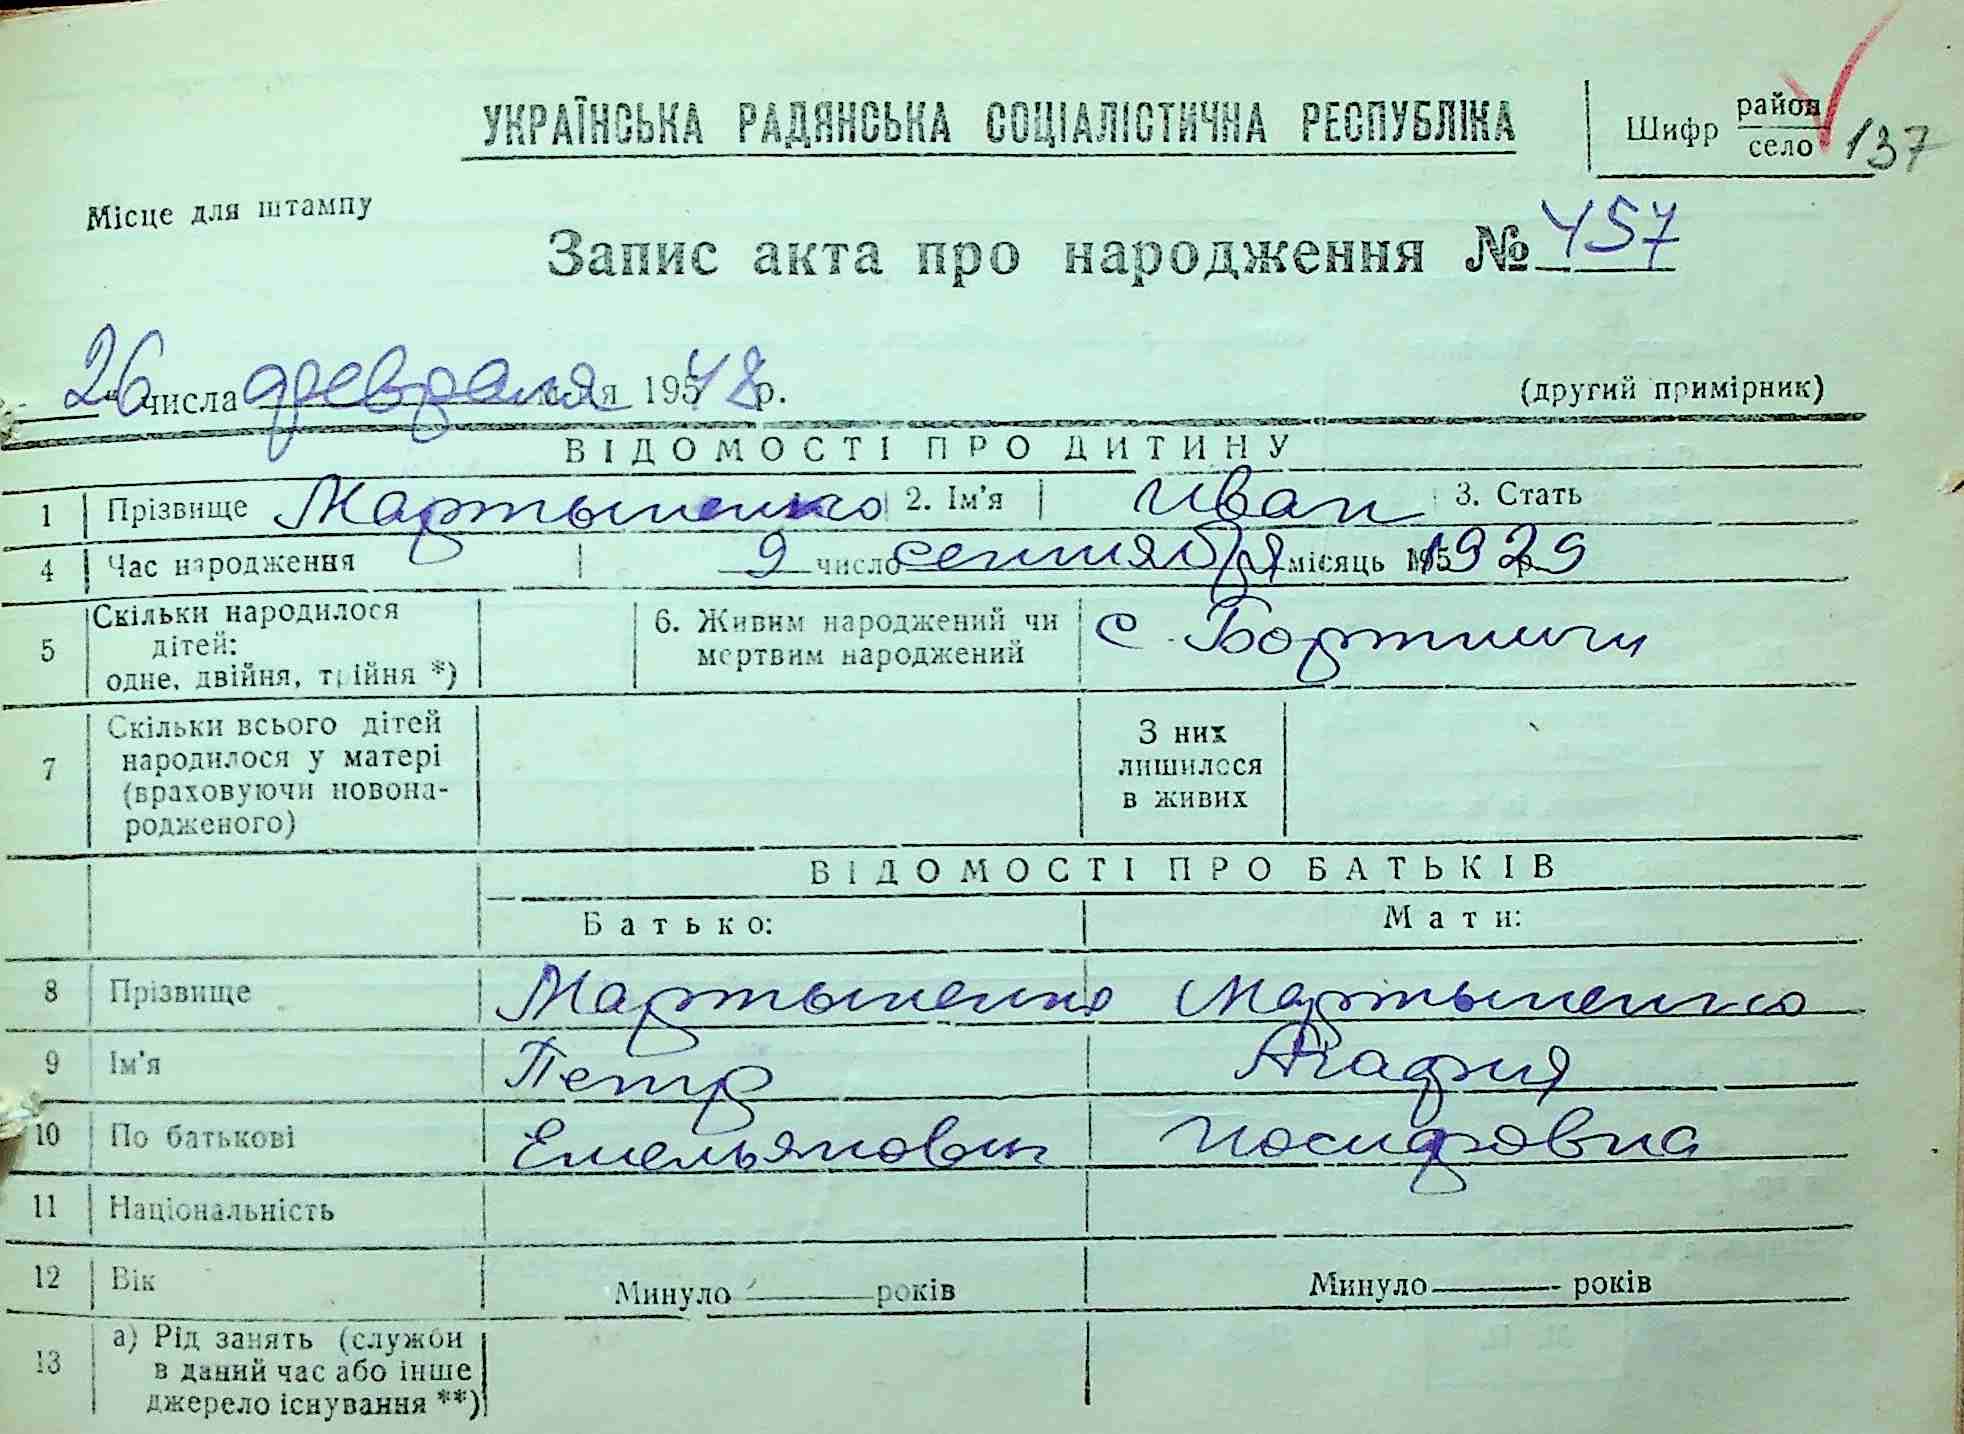 УКРАЇНСЬКА РАДЯНСЬКА СОЦІАЛІСТИЧНА РЕСПУБЛІКА
Шифр район село 137
Місце для штампу
Запис акта про народження № 457
26 числа февраля 195 48 р.
(другий примірник)
ВІДОМОСТІ ПРО ДИТИНУ
1 Прізвище Мартыненко 2. Ім'я Иван 3. Стать
4 Час народження 9 число сентября місяць 1929
5 Скільки народилося дітей: одне, двійня, трійня *) 6. Живим народжений чи мертвим народжений с. Бортничи
7 Скільки всього дітей народилося у матері (враховуючи новонародженого) З них лишилося в живих
ВІДОМОСТІ ПРО БАТЬКІВ
Батько: Мати:
8 Прізвище Мартыненко Мартыненко
9 Ім'я Петр Агафия
10 По батькові Емельянович Иосифовна
11 Національність
12 Вік Минуло років Минуло років
13 а) Рід занять (служби
в даний час або інше
джерело існування **)